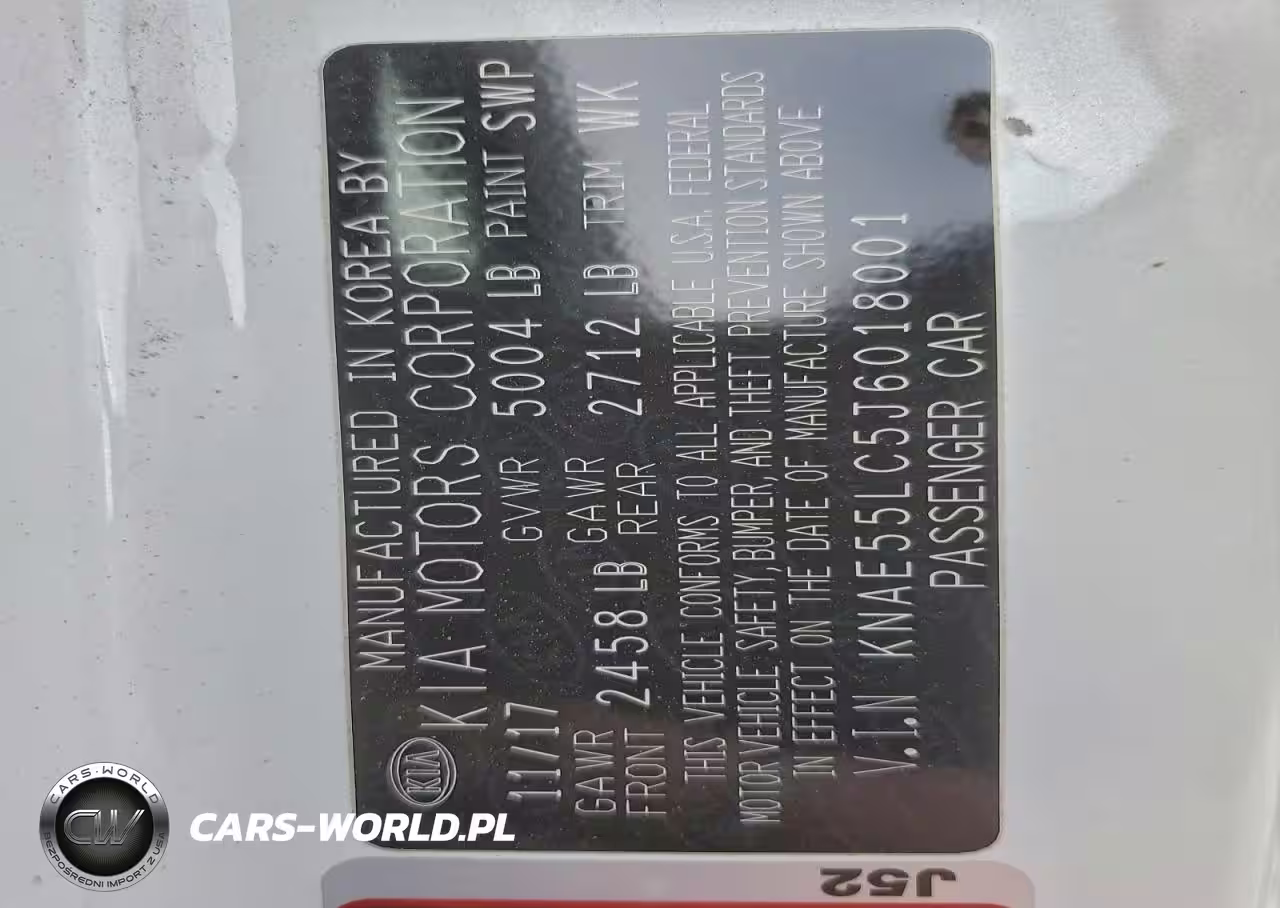 MANUFACTURED IN KOREA BY
KIA KIA MOTORS CORPORATION
11/17 GVWR 5004 LB PAINT SWP
GAWR FRONT 2458 LB GAWR REAR 2712 LB TRIM WK
THIS VEHICLE CONFORMS TO ALL APPLICABLE U.S.A. FEDERAL
MOTOR VEHICLE SAFETY, BUMPER, AND THEFT PREVENTION STANDARDS
IN EFFECT ON THE DATE OF MANUFACTURE SHOWN ABOVE
V.I.N KNAE55LC5J6018001
PASSENGER CAR
J52
CARS-WORLD
CW
BEZPOŚREDNI IMPORT Z USA
CARS-WORLD.PL